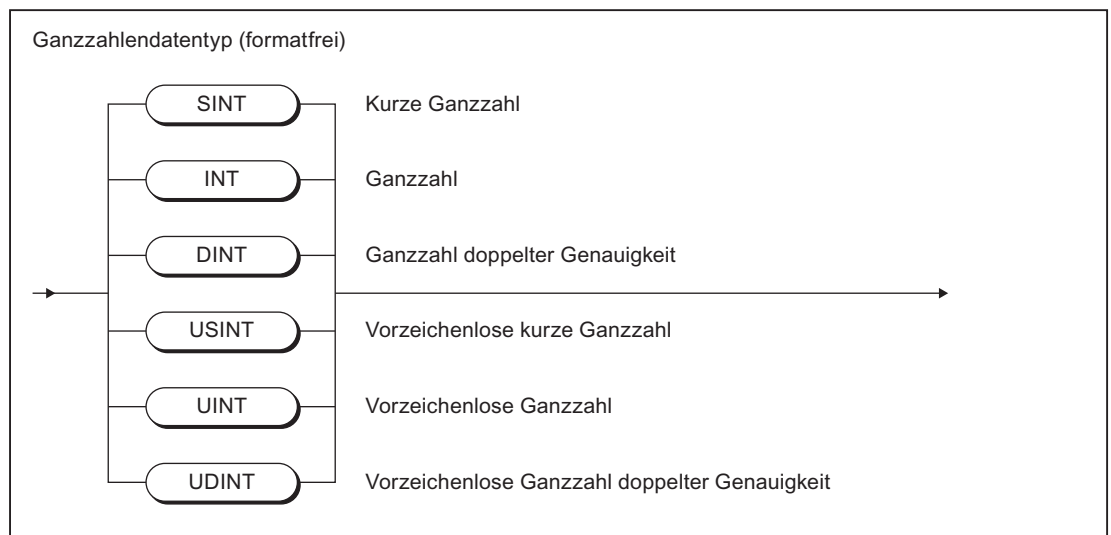 Ganzzahlendatentyp (formatfrei)
SINT Kurze Ganzzahl
INT Ganzzahl
DINT Ganzzahl doppelter Genauigkeit
USINT Vorzeichenlose kurze Ganzzahl
UINT Vorzeichenlose Ganzzahl
UDINT Vorzeichenlose Ganzzahl doppelter Genauigkeit